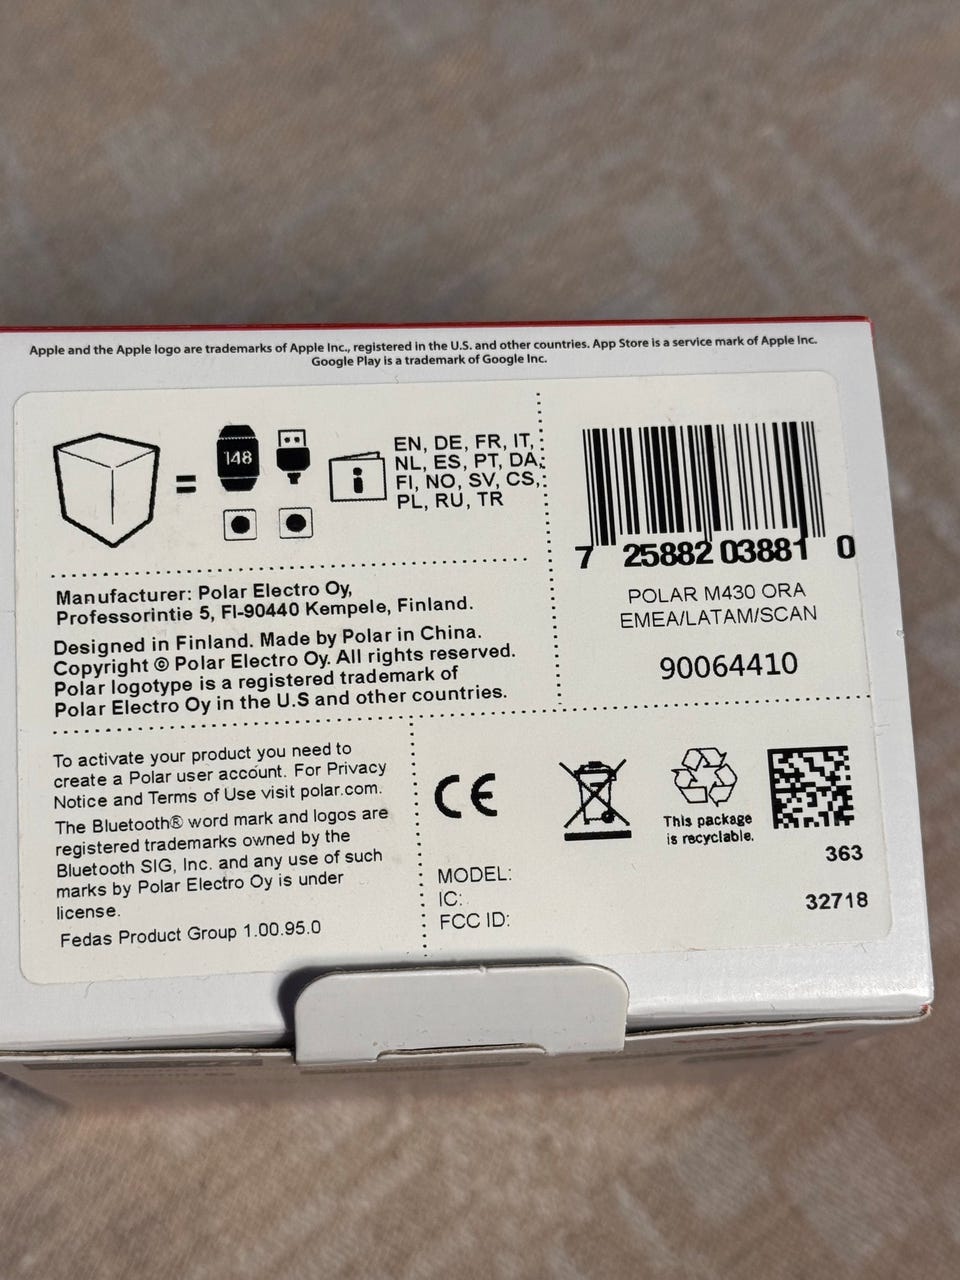 Apple and the Apple logo are trademarks of Apple Inc., registered in the U.S. and other countries. App Store is a service mark of Apple Inc.
Google Play is a trademark of Google Inc.
148
EN, DE, FR, IT,
NL, ES, PT, DA,
FI, NO, SV, CS,
PL, RU, TR
7 25882 03881 0
POLAR M430 ORA
EMEA/LATAM/SCAN
90064410
Manufacturer: Polar Electro Oy,
Professorintie 5, FI-90440 Kempele, Finland.
Designed in Finland. Made by Polar in China.
Copyright © Polar Electro Oy. All rights reserved.
Polar logotype is a registered trademark of
Polar Electro Oy in the U.S and other countries.
To activate your product you need to
create a Polar user account. For Privacy
Notice and Terms of Use visit polar.com.
The Bluetooth® word mark and logos are
registered trademarks owned by the
Bluetooth SIG, Inc. and any use of such
marks by Polar Electro Oy is under
license.
Fedas Product Group 1.00.95.0
CE
This package
is recyclable.
MODEL:
IC:
FCC ID:
363
32718